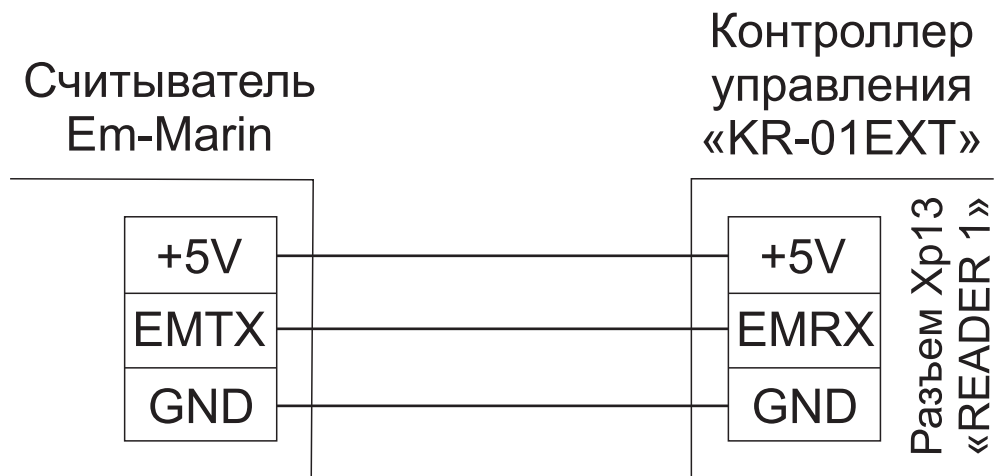 Считыватель
Em-Marin
Контроллер
управления
«KR-01EXT»
+5V
EMTX
GND
+5V
EMRX
GND
Разъем Xp13
«READER 1»